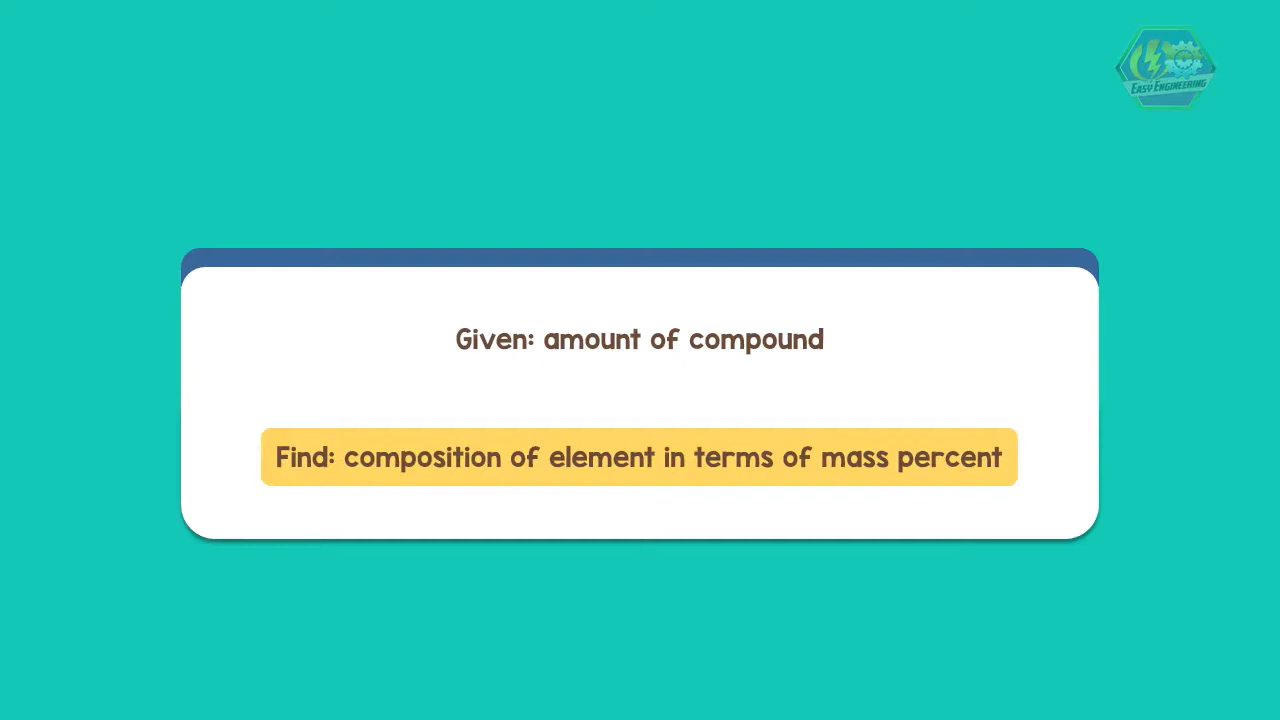 EASY ENGINEERING
Given: amount of compound
Find: composition of element in terms of mass percent